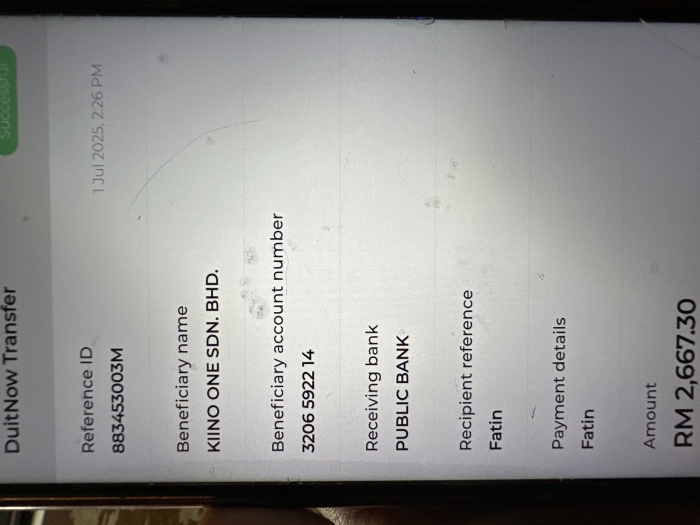 DuitNow Transfer
Successful
Reference ID
1 Jul 2025, 2:26 PM
883453003M
Beneficiary name
KIINO ONE SDN. BHD.
Beneficiary account number
3206 5922 14
Receiving bank
PUBLIC BANK
Recipient reference
Fatin
Payment details
Fatin
Amount
RM 2,667.30